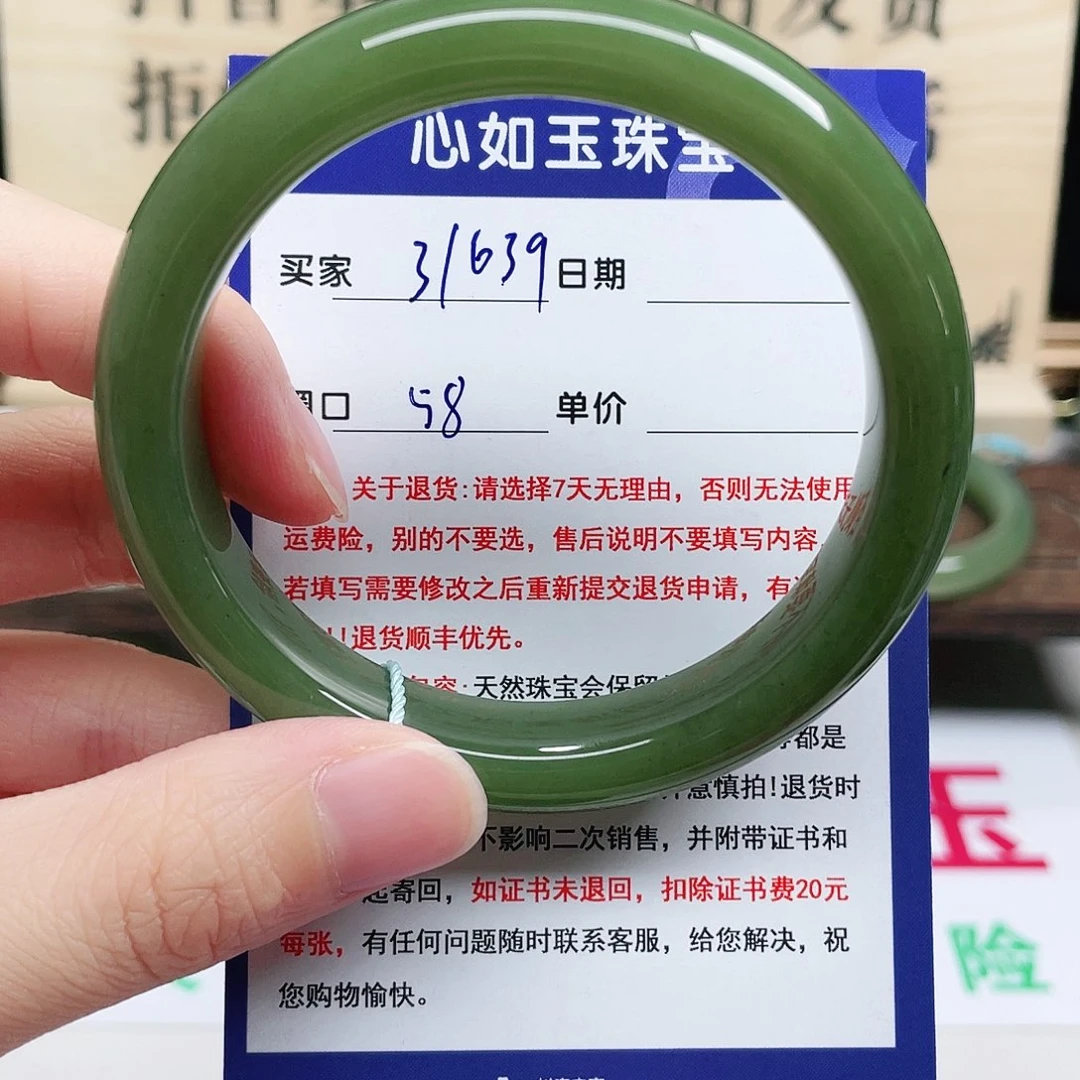 心如玉珠宝
买家 31639 日期
圈口 58 单价
关于退货:请选择7天无理由，否则无法使用
运费险，别的不要选，售后说明不要填写内容，
若填写需要修改之后重新提交退货申请，有
!退货顺丰优先。
天然珠宝会保留
都是
慎拍!退货时
不影响二次销售，并附带证书和
寄回，如证书未退回，扣除证书费20元
每张，有任何问题随时联系客服，给您解决，祝
您购物愉快。
玉
险